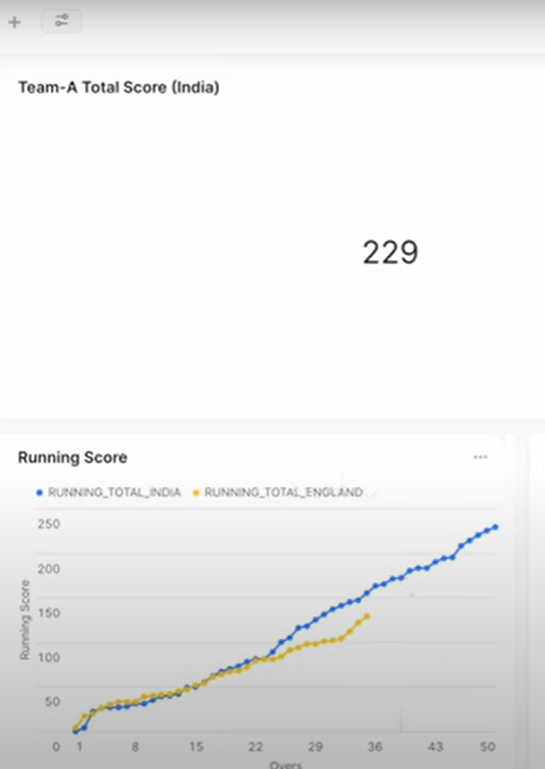 +
Team-A Total Score (India)
229
Running Score
...
RUNNING_TOTAL_INDIA RUNNING_TOTAL_ENGLAND
Running Score
250
200
150
100
50
0 1 8 15 22 29 36 43 50
Overs